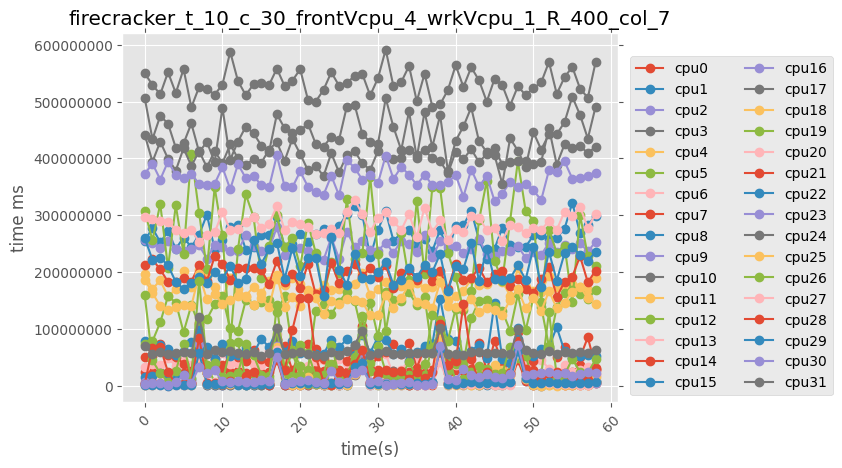 firecracker_t_10_c_30_frontVcpu_4_wrkVcpu_1_R_400_col_7
600000000
500000000
400000000
300000000
200000000
100000000
0
time ms
0
10
20
30
40
50
60
time(s)
cpu0
cpu1
cpu2
cpu3
cpu4
cpu5
cpu6
cpu7
cpu8
cpu9
cpu10
cpu11
cpu12
cpu13
cpu14
cpu15
cpu16
cpu17
cpu18
cpu19
cpu20
cpu21
cpu22
cpu23
cpu24
cpu25
cpu26
cpu27
cpu28
cpu29
cpu30
cpu31